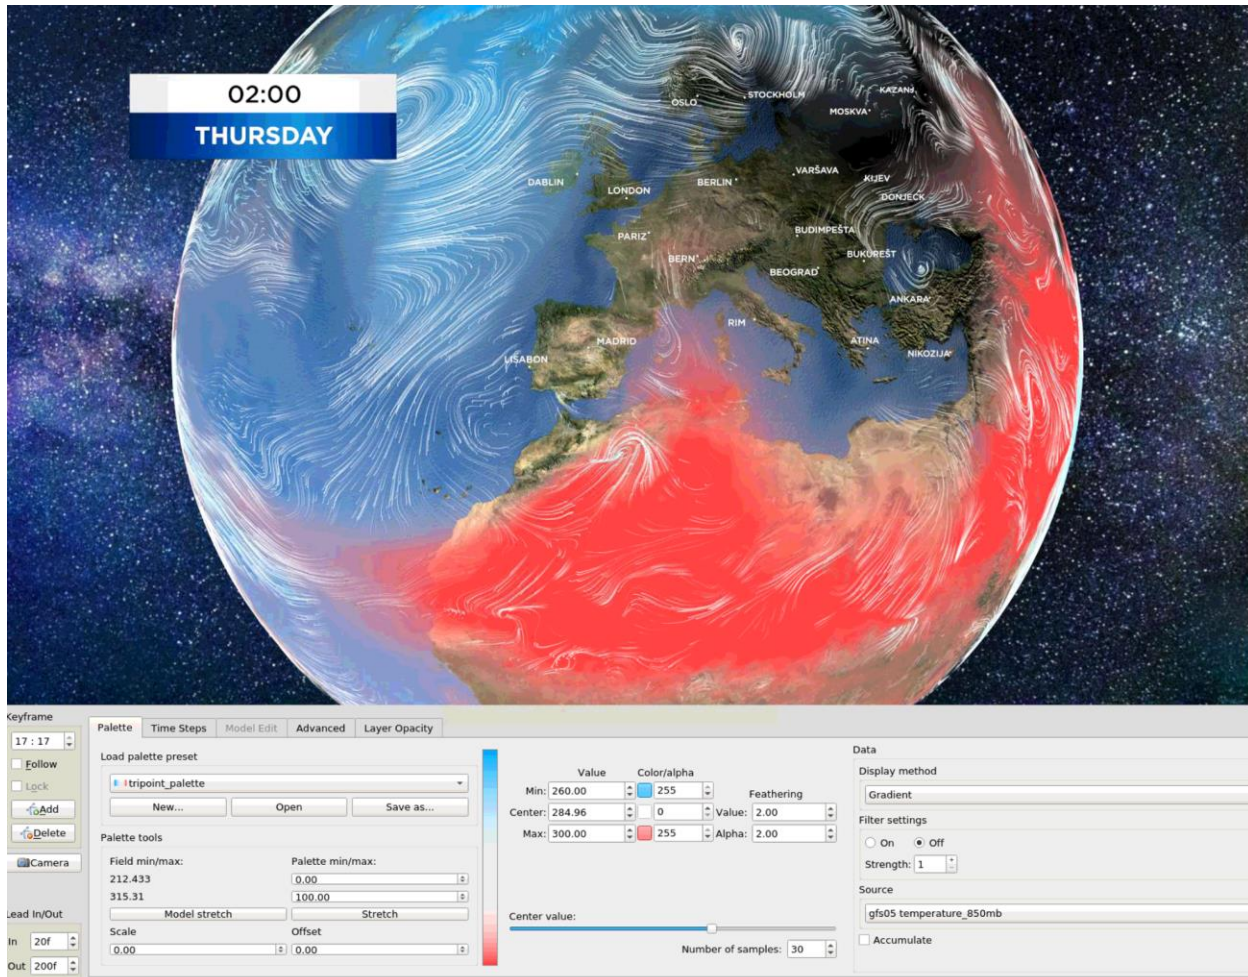 02:00
THURSDAY
OSLO
STOCKHOLM
KAZANJ
MOSKVA
DABLIN
LONDON
BERLIN
VARŠAVA
KIJEV
DONJECK
PARIZ
BUDIMPEŠTA
BERN
BUKUREŠT
BEOGRAD
ANKARA
RIM
MADRID
ATINA
NIKOZIJA
LISABON
Keyframe
17 : 17
Follow
Lock
Add
Delete
Camera
Lead In/Out
In 20f
Out 200f
Palette Time Steps Model Edit Advanced Layer Opacity
Load palette preset
tripoint_palette
New... Open Save as...
Palette tools
Field min/max: Palette min/max:
212.433 0.00
315.31 100.00
Model stretch Stretch
Scale Offset
0.00 0.00
Value Color/alpha
Min: 260.00 255 Feathering
Center: 284.96 0 Value: 2.00
Max: 300.00 255 Alpha: 2.00
Center value:
Number of samples: 30
Data
Display method
Gradient
Filter settings
On Off
Strength: 1
Source
gfs05 temperature_850mb
Accumulate